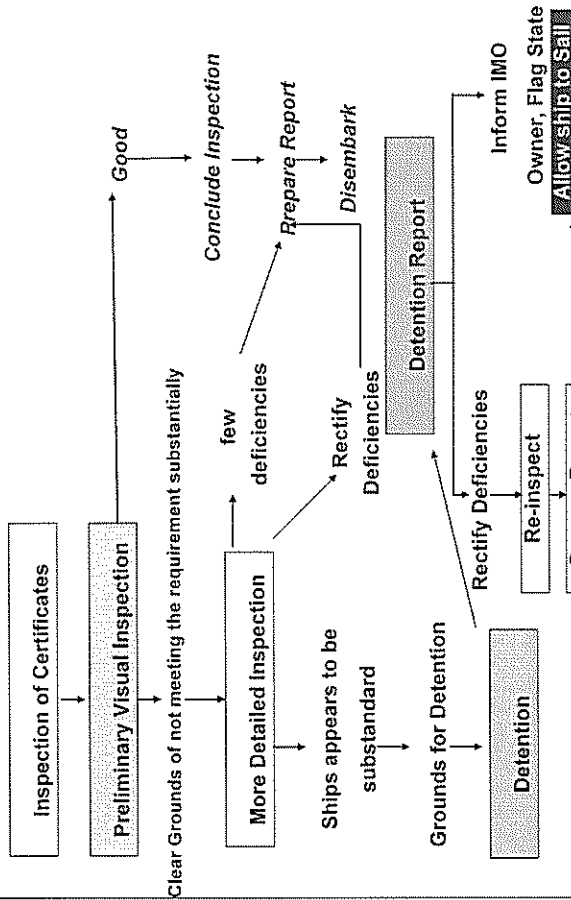 Inspection of Certificates
Preliminary Visual Inspection
Good
Clear Grounds of not meeting the requirement substantially
Conclude Inspection
More Detailed Inspection
few
deficiencies
Prrepare Report
Disembark
Ships appears to be
substandard
Rectify
Deficiencies
Grounds for Detention
Detention
Detention Report
Rectify Deficiencies
Re-inspect
Inform IMO
Owner, Flag State
Allow ship to Sail